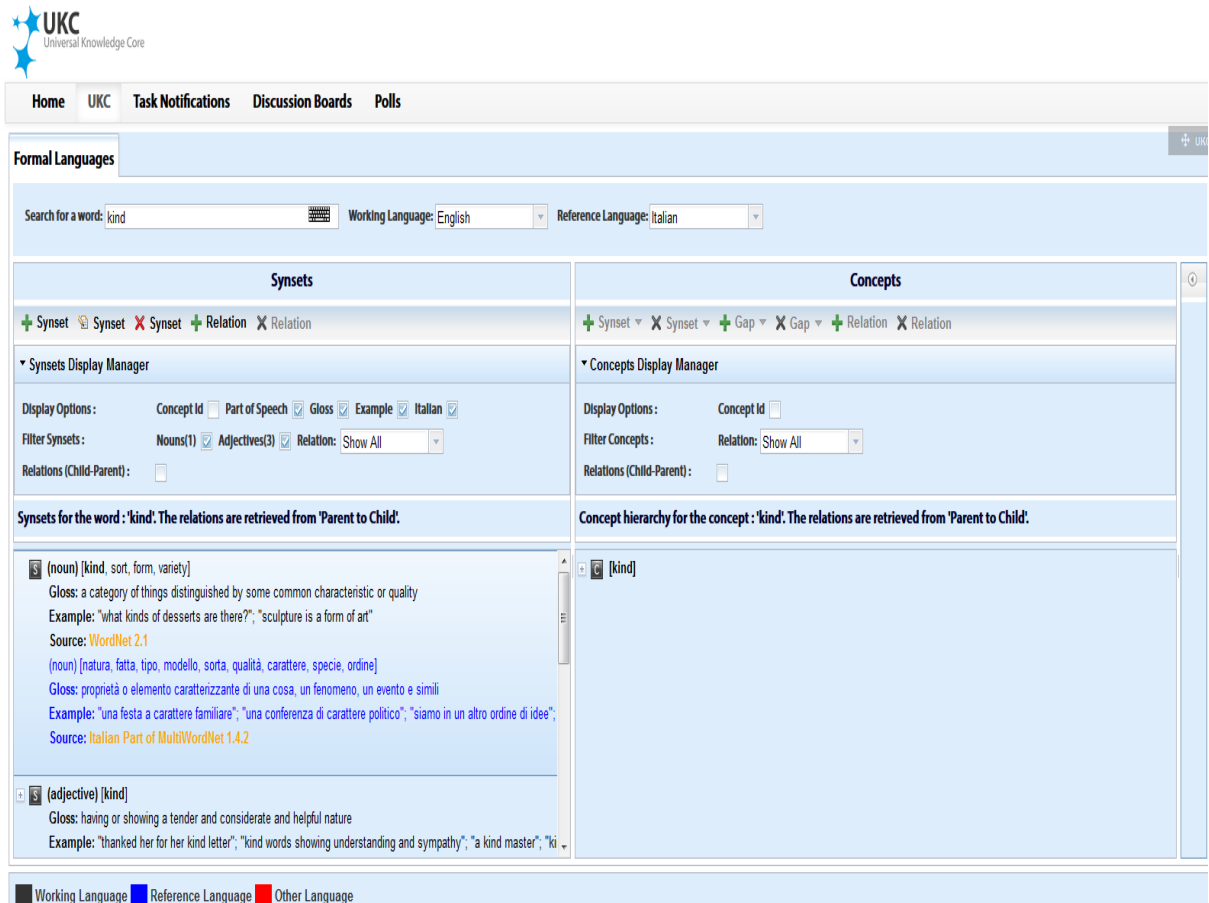 UKC
Universal Knowledge Core
Home UKC Task Notifications Discussion Boards Polls
UKC
Formal Languages
Search for a word: kind Working Language: English Reference Language: Italian
Synsets
Synset Synset Synset Relation Relation
Synsets Display Manager
Display Options : Concept Id Part of Speech Gloss Example Italian
Filter Synsets : Nouns(1) Adjectives(3) Relation: Show All
Relations (Child-Parent) :
Synsets for the word : 'kind'. The relations are retrieved from 'Parent to Child'.
S (noun) [kind, sort, form, variety]
Gloss: a category of things distinguished by some common characteristic or quality
Example: "what kinds of desserts are there?"; "sculpture is a form of art"
Source: WordNet 2.1
(noun) [natura, fatta, tipo, modello, sorta, qualità, carattere, specie, ordine]
Gloss: proprietà o elemento caratterizzante di una cosa, un fenomeno, un evento e simili
Example: "una festa a carattere familiare"; "una conferenza di carattere politico"; "siamo in un altro ordine di idee";
Source: Italian Part of MultiWordNet 1.4.2
S (adjective) [kind]
Gloss: having or showing a tender and considerate and helpful nature
Example: "thanked her for her kind letter"; "kind words showing understanding and sympathy"; "a kind master"; "ki
Concepts
Synset Synset Gap Gap Relation Relation
Concepts Display Manager
Display Options : Concept Id
Filter Concepts : Relation: Show All
Relations (Child-Parent) :
Concept hierarchy for the concept : 'kind'. The relations are retrieved from 'Parent to Child'.
C [kind]
Working Language Reference Language Other Language